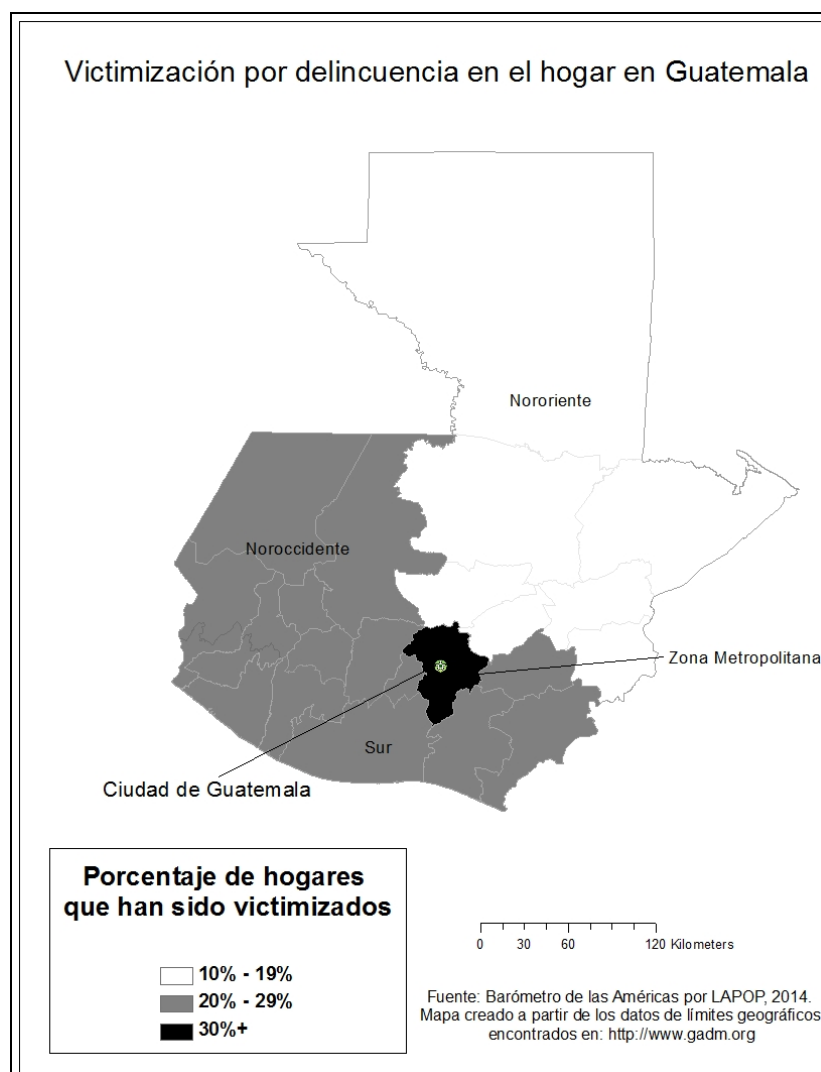 Victimización por delincuencia en el hogar en Guatemala
Nororiente
Noroccidente
Zona Metropolitana
Sur
Ciudad de Guatemala
Porcentaje de hogares
que han sido victimizados
10% - 19%
20% - 29%
30%+
0 30 60 120 Kilometers
Fuente: Barómetro de las Américas por LAPOP, 2014.
Mapa creado a partir de los datos de límites geográficos
encontrados en: http://www.gadm.org